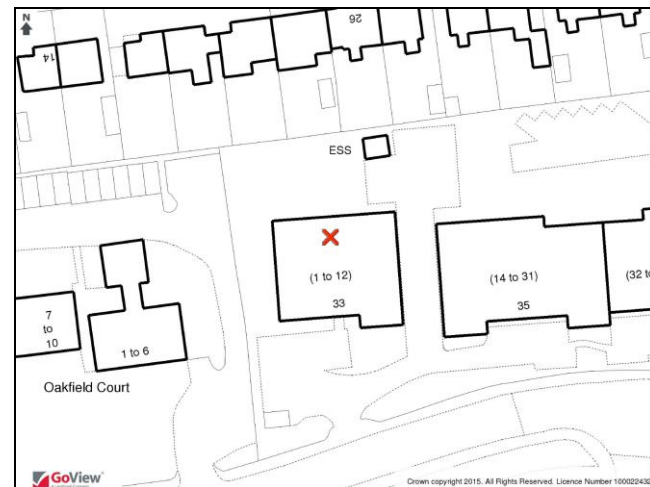 N
14
26
ESS
(1 to 12)
33
(14 to 31)
35
(32 to
7
to
10
1 to 6
Oakfield Court
GoView
Crown copyright 2015. All Rights Reserved. Licence Number 100022432